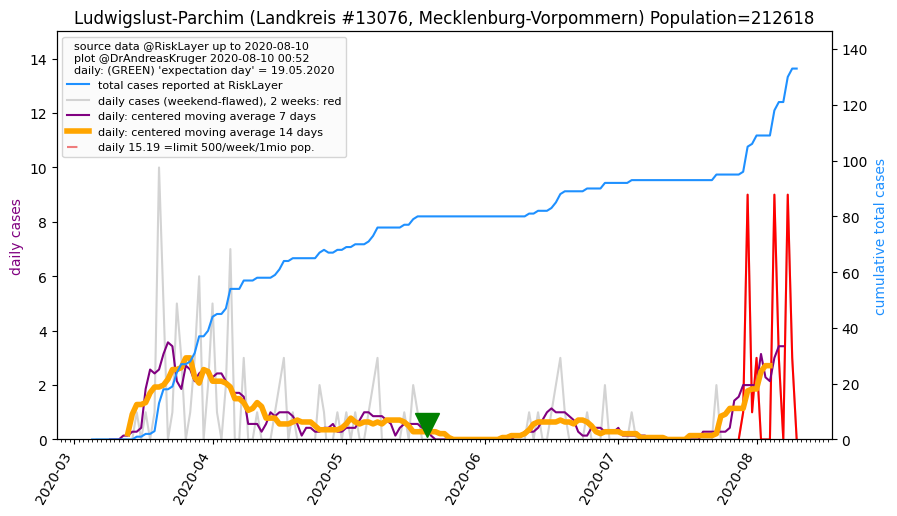 Ludwigslust-Parchim (Landkreis #13076, Mecklenburg-Vorpommern) Population=212618
source data @RiskLayer up to 2020-08-10
plot @DrAndreasKruger 2020-08-10 00:52
daily: (GREEN) 'expectation day' = 19.05.2020
total cases reported at RiskLayer
daily cases (weekend-flawed), 2 weeks: red
daily: centered moving average 7 days
daily: centered moving average 14 days
daily 15.19 =limit 500/week/1mio pop.
daily cases
14
12
10
8
6
4
2
0
140
120
100
80
60
40
20
0
cumulative total cases
2020-03
2020-04
2020-05
2020-06
2020-07
2020-08